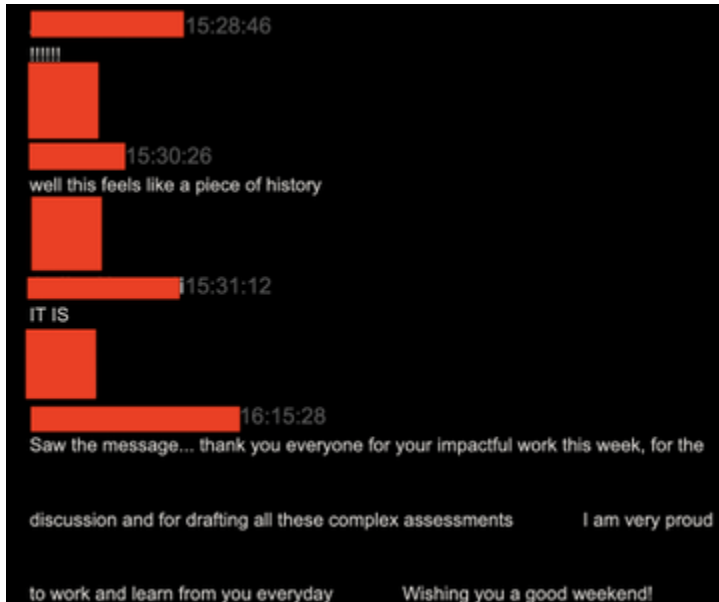 15:28:46
!!!!!!
15:30:26
well this feels like a piece of history
i15:31:12
IT IS
16:15:28
Saw the message... thank you everyone for your impactful work this week, for the
discussion and for drafting all these complex assessments I am very proud
to work and learn from you everyday Wishing you a good weekend!